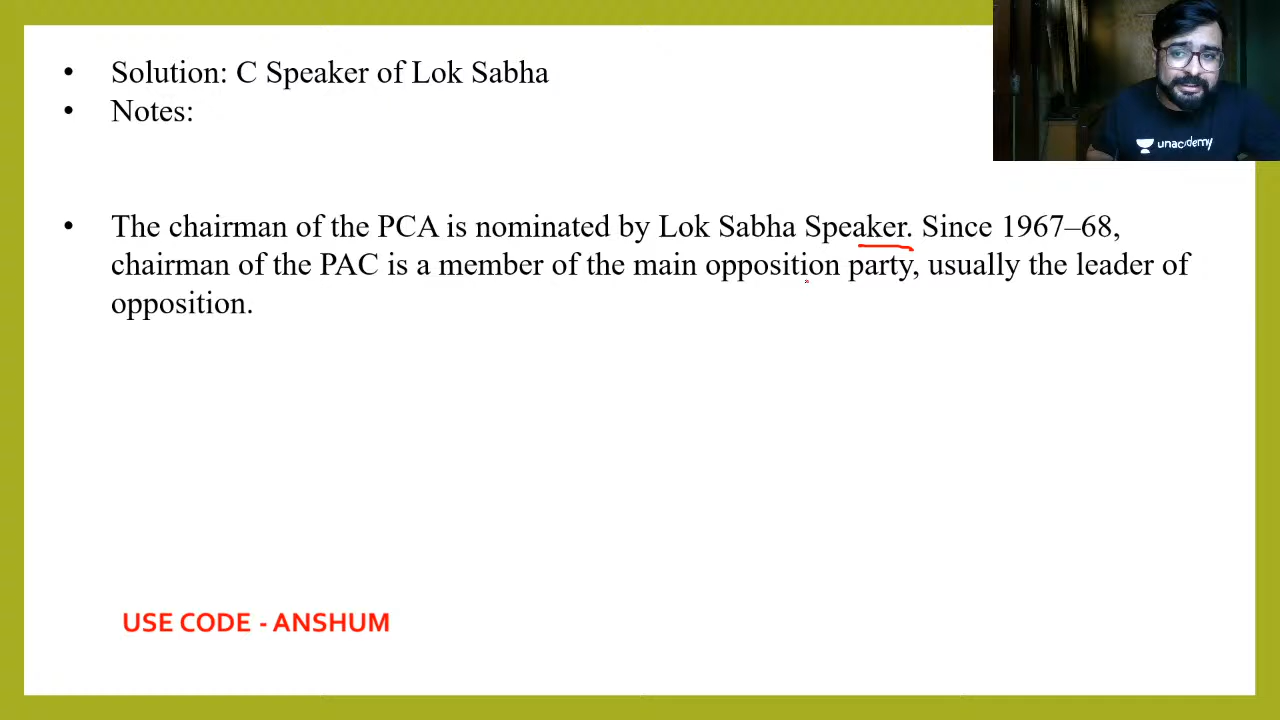 • Solution: C Speaker of Lok Sabha
• Notes:
unacademy
• The chairman of the PCA is nominated by Lok Sabha Speaker. Since 1967–68,
chairman of the PAC is a member of the main opposition party, usually the leader of
opposition.
USE CODE - ANSHUM